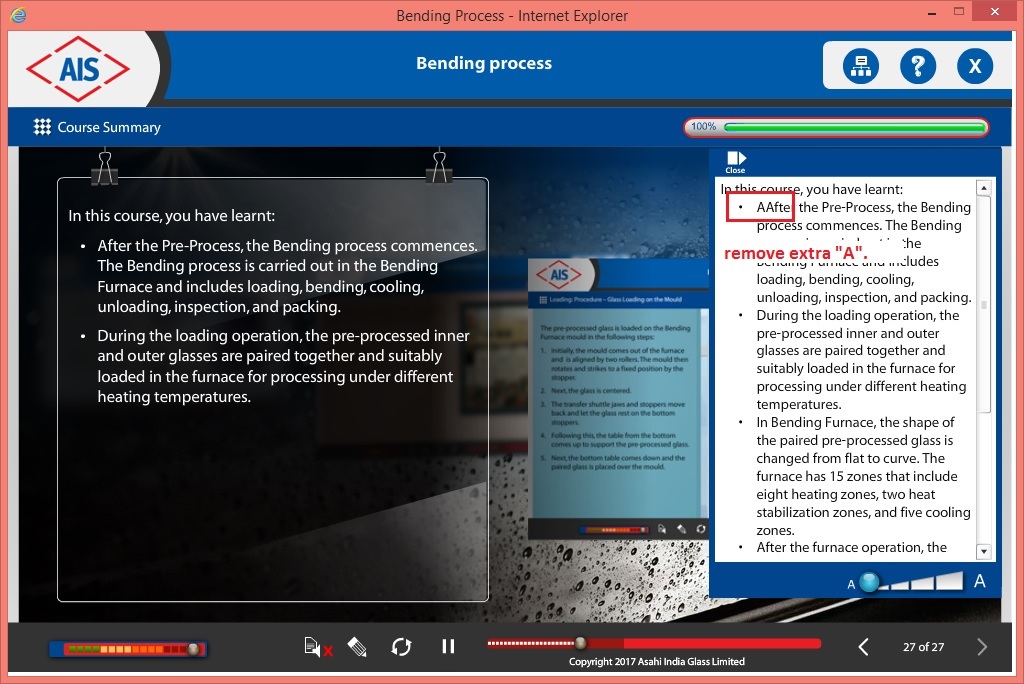 Bending Process - Internet Explorer
AIS
Bending process
?
X
Course Summary
100%
Close
In this course, you have learnt:
• After the Pre-Process, the Bending process commences.
The Bending process is carried out in the Bending
Furnace and includes loading, bending, cooling,
unloading, inspection, and packing.
• During the loading operation, the pre-processed inner
and outer glasses are paired together and suitably
loaded in the furnace for processing under different
heating temperatures.
AIS
Loading: Procedure - Glass Loading on the Mould
The pre-processed glass is loaded on the Bending
Furnace mould in the following steps:
1. Initially, the mould comes out of the furnace
and is aligned by two rollers. The mould then
rotates and strikes to a fixed position by the
stopper.
2. Next, the glass is centered.
3. The transfer shuttle jaws and stoppers move
back and let the glass rest on the bottom
stoppers.
4. Following this, the table from the bottom
comes up to support the pre-processed glass.
5. Next, the bottom table comes down and the
paired glass is placed over the mould.
In this course, you have learnt:
• AAfter the Pre-Process, the Bending
process commences. The Bending
the
remove extra "A".
Bending Furnace and includes
loading, bending, cooling,
unloading, inspection, and packing.
• During the loading operation, the
pre-processed inner and outer
glasses are paired together and
suitably loaded in the furnace for
processing under different heating
temperatures.
• In Bending Furnace, the shape of
the paired pre-processed glass is
changed from flat to curve. The
furnace has 15 zones that include
eight heating zones, two heat
stabilization zones, and five cooling
zones.
• After the furnace operation, the
A A
27 of 27
Copyright 2017 Asahi India Glass Limited